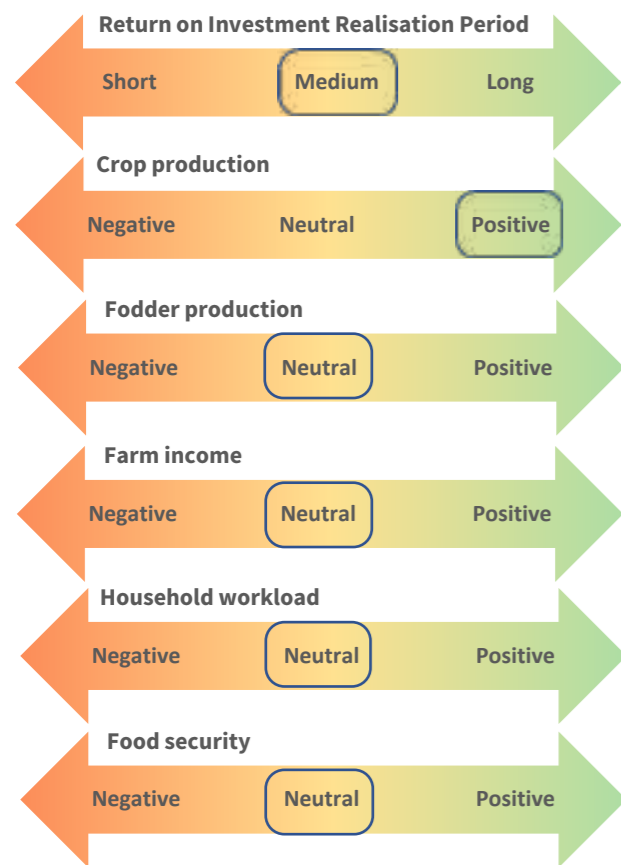 Return on Investment Realisation Period
Short Medium Long
Crop production
Negative Neutral Positive
Fodder production
Negative Neutral Positive
Farm income
Negative Neutral Positive
Household workload
Negative Neutral Positive
Food security
Negative Neutral Positive